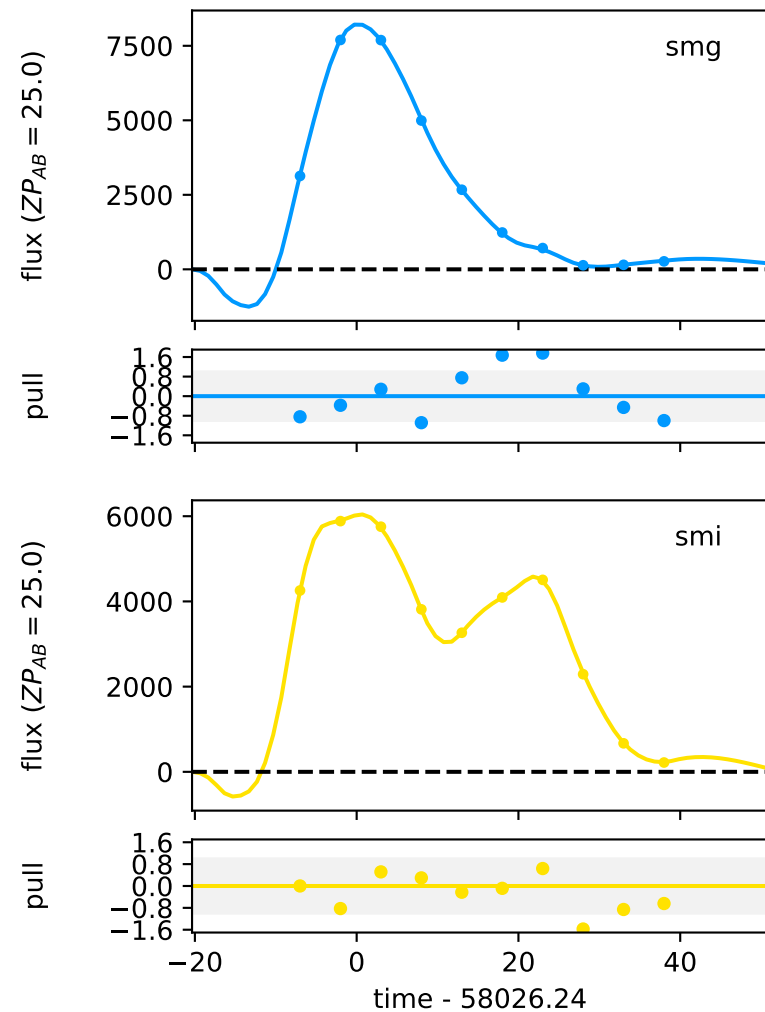 7500
5000
2500
0
flux (ZP_AB = 25.0)
smg
1.6
0.8
0.0
−0.8
−1.6
pull
6000
4000
2000
0
flux (ZP_AB = 25.0)
smi
1.6
0.8
0.0
−0.8
−1.6
pull
−20 0 20 40
time - 58026.24